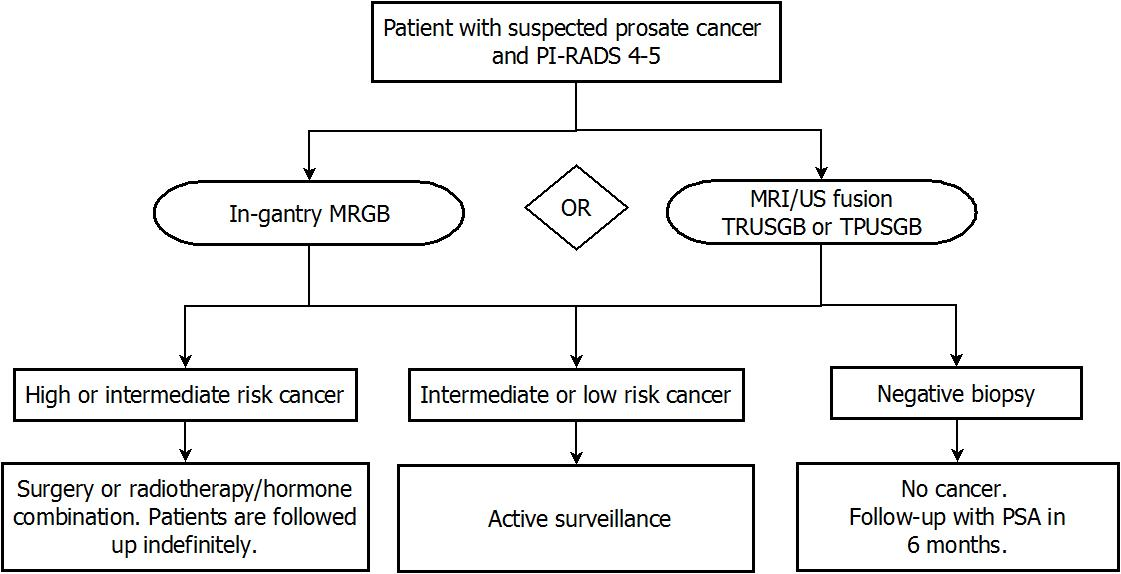 Patient with suspected prosate cancer
and PI-RADS 4-5
In-gantry MRGB
OR
MRI/US fusion
TRUSGB or TPUSGB
High or intermediate risk cancer
Intermediate or low risk cancer
Negative biopsy
Surgery or radiotherapy/hormone
combination. Patients are followed
up indefinitely.
Active surveillance
No cancer.
Follow-up with PSA in
6 months.